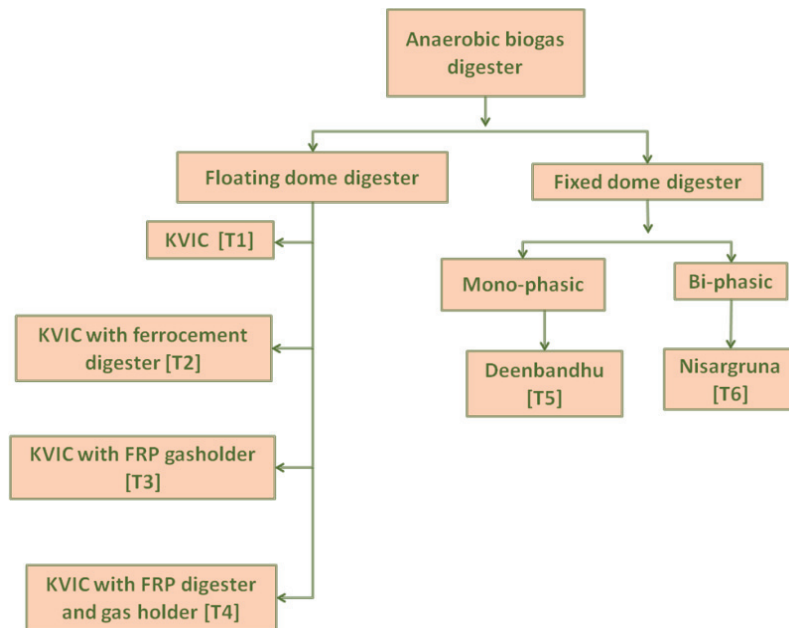 Anaerobic biogas
digester
Floating dome digester
Fixed dome digester
KVIC [T1]
Mono-phasic
Bi-phasic
KVIC with ferrocement
digester [T2]
Deenbandhu
[T5]
Nisargruna
[T6]
KVIC with FRP gasholder
[T3]
KVIC with FRP digester
and gas holder [T4]